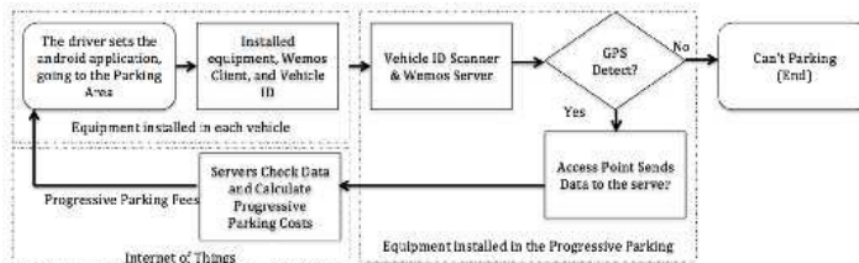 The driver sets the
android application,
going to the Parking
Area
Installed
equipment, Wemos
Client, and Vehicle
ID
Equipment installed in each vehicle
Vehicle ID Scanner
& Wemos Server
GPS
Detect?
No
Can't Parking
(End)
Yes
Access Point Sends
Data to the server?
Servers Check Data
and Calculate
Progressive
Parking Costs
Progressive Parking Fees
Internet of Things
Equipment installed in the Progressive Parking